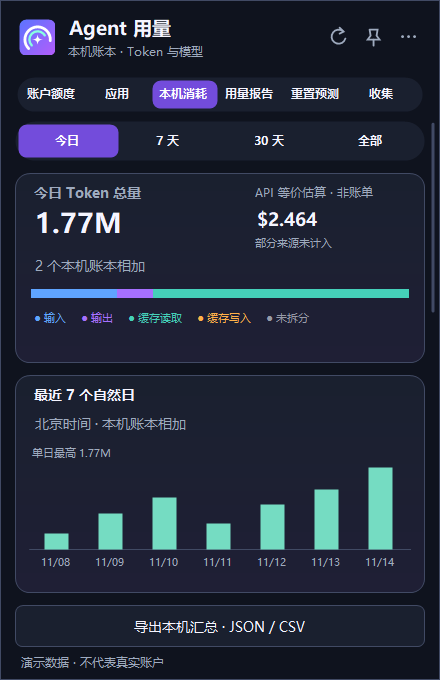 Agent 用量
本机账本 · Token 与模型
账户额度 应用 本机消耗 用量报告 重置预测 收集
今日 7 天 30 天 全部
今日 Token 总量
1.77M
API 等价估算 · 非账单
$2.464
部分来源未计入
2 个本机账本相加
输入 输出 缓存读取 缓存写入 未拆分
最近 7 个自然日
北京时间 · 本机账本相加
单日最高 1.77M
11/08 11/09 11/10 11/11 11/12 11/13 11/14
导出本机汇总 · JSON / CSV
演示数据 · 不代表真实账户